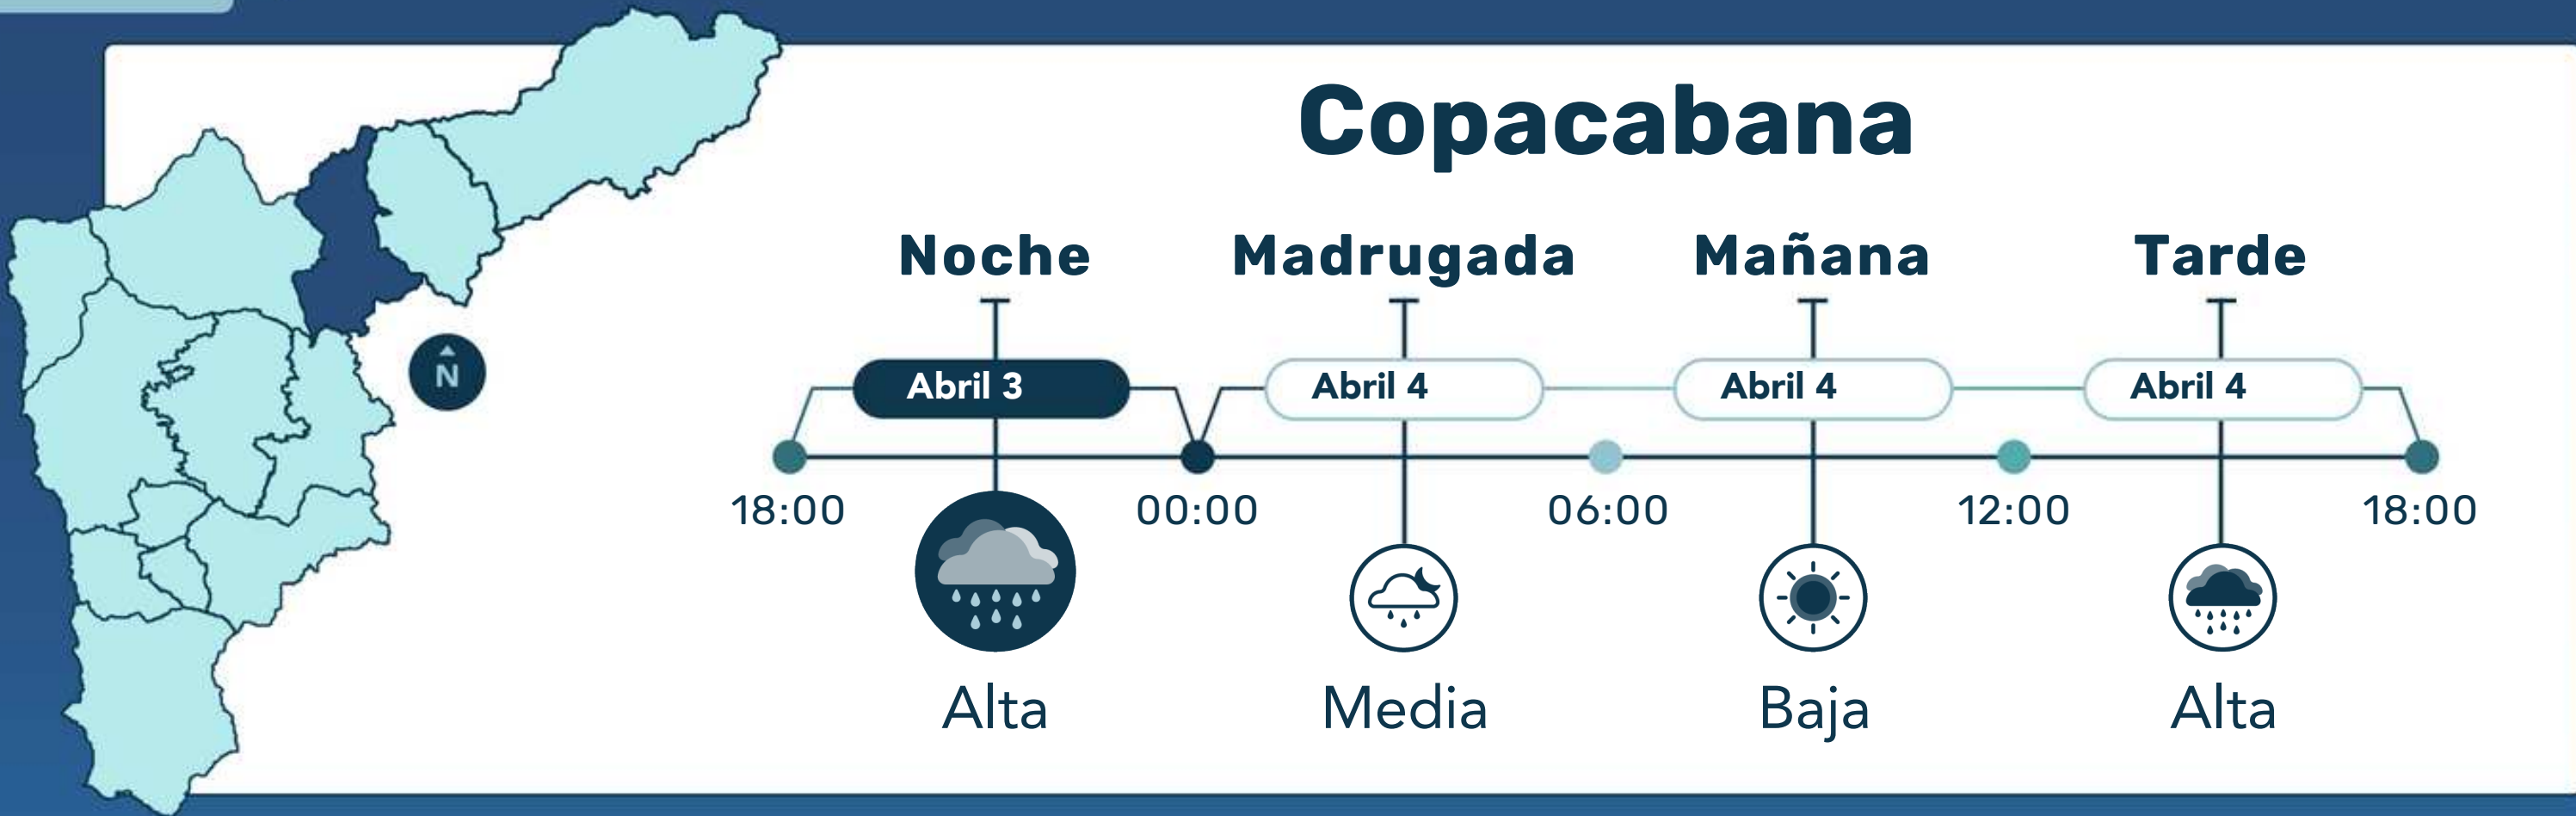 Copacabana
Noche
Madrugada
Mañana
Tarde
Abril 3
Abril 4
Abril 4
Abril 4
N
18:00
00:00
06:00
12:00
18:00
Alta
Media
Baja
Alta